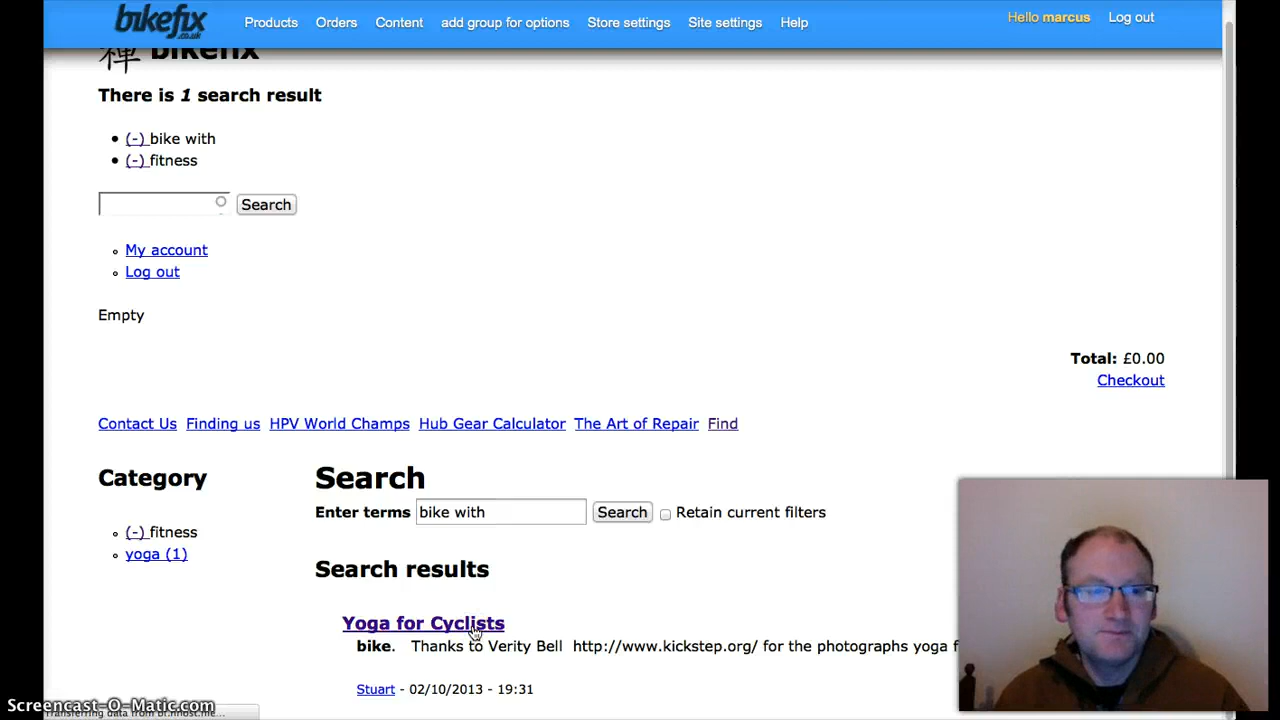 bikefix
.co.uk
Products Orders Content add group for options Store settings Site settings Help Hello marcus Log out
禅 bikefix
There is 1 search result
(-) bike with
(-) fitness
Search
My account
Log out
Empty
Total: £0.00
Checkout
Contact Us Finding us HPV World Champs Hub Gear Calculator The Art of Repair Find
Category
(-) fitness
yoga (1)
Search
Enter terms bike with Search Retain current filters
Search results
Yoga for Cyclists
bike. Thanks to Verity Bell http://www.kickstep.org/ for the photographs yoga f
Stuart - 02/10/2013 - 19:31
Screencast-O-Matic.com